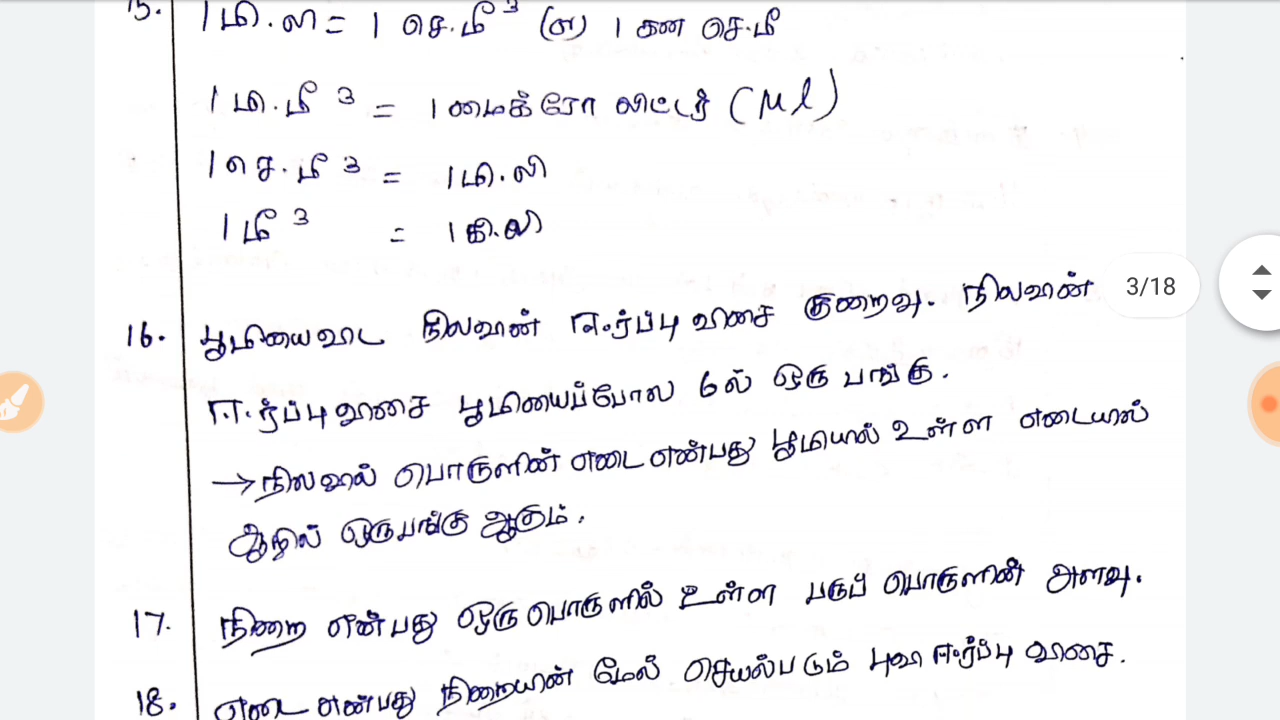 15. 1 மி.லி = 1 செ.மீ³ (அ) 1 கன செ.மீ
1 மி.மீ³ = 1 மைக்ரோ லிட்டர் (μl)
1 செ.மீ³ = 1 மி.லி
1 மீ³ = 1 கி.லி
3/18
16. பூமியைவிட நிலவின் ஈர்ப்பு விசை குறைவு. நிலவின்
ஈர்ப்பு விசை பூமியைப்போல 6ல் ஒரு பங்கு.
→ நிலவில் பொருளின் எடை என்பது பூமியில் உள்ள எடையில்
ஆறில் ஒரு பங்கு ஆகும்.
17. நிறை என்பது ஒரு பொருளில் உள்ள பருப் பொருளின் அளவு.
18. எடை என்பது நிறையின் மேல் செயல்படும் புவி ஈர்ப்பு விசை.